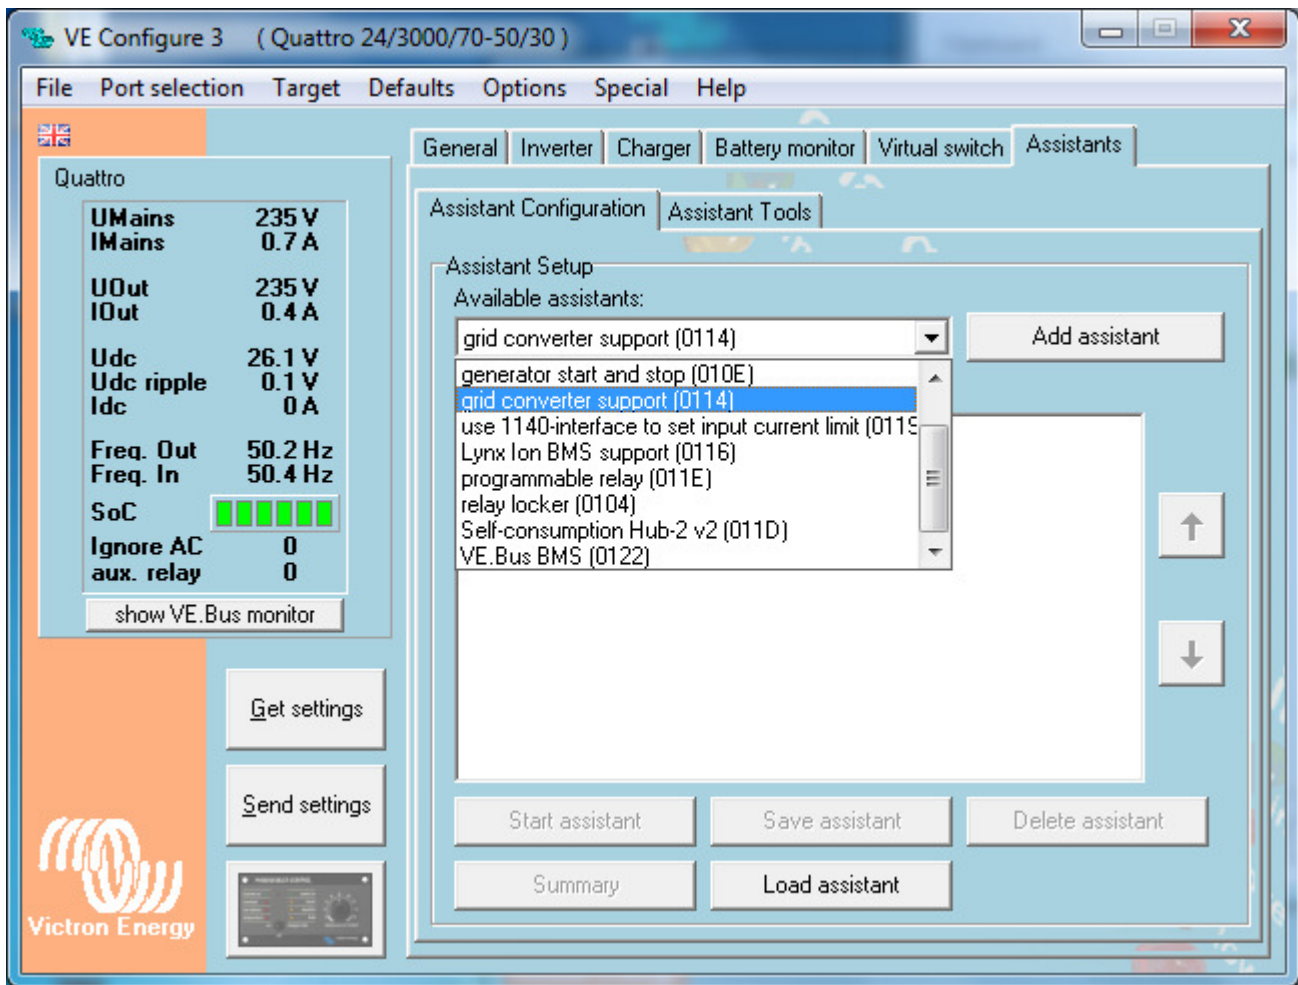 VE Configure 3 ( Quattro 24/3000/70-50/30 )
File Port selection Target Defaults Options Special Help
General Inverter Charger Battery monitor Virtual switch Assistants
Quattro
UMains 235 V
IMains 0.7 A
UOut 235 V
IOut 0.4 A
Udc 26.1 V
Udc ripple 0.1 V
Idc 0 A
Freq. Out 50.2 Hz
Freq. In 50.4 Hz
SoC
Ignore AC 0
aux. relay 0
show VE.Bus monitor
Get settings
Send settings
Victron Energy
Assistant Configuration Assistant Tools
Assistant Setup
Available assistants:
grid converter support (0114)
Add assistant
generator start and stop (010E)
grid converter support (0114)
use 1140-interface to set input current limit (0119
Lynx Ion BMS support (0116)
programmable relay (011E)
relay locker (0104)
Self-consumption Hub-2 v2 (011D)
VE.Bus BMS (0122)
Start assistant Save assistant Delete assistant
Summary Load assistant